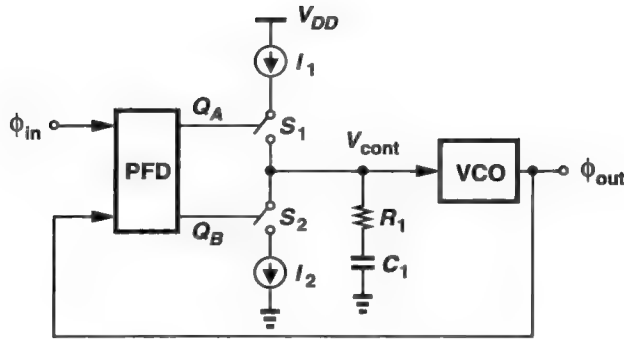 V_DD
I_1
Q_A
S_1
ϕ_in
PFD
V_cont
VCO
ϕ_out
S_2
Q_B
R_1
C_1
I_2